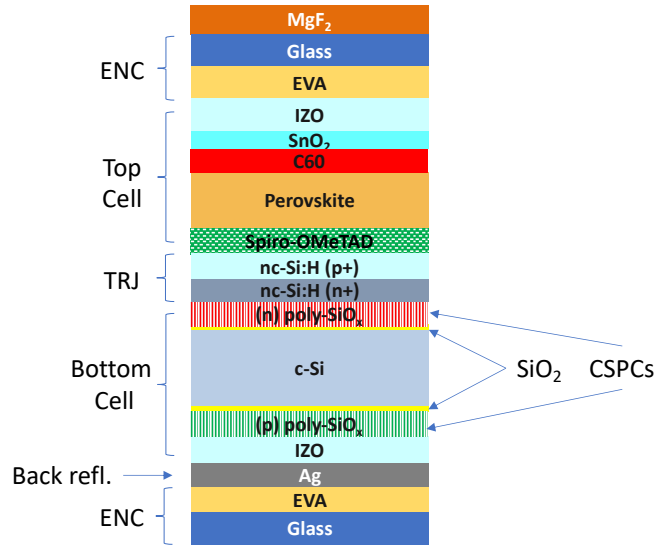 MgF₂
ENC
Glass
EVA
Top
Cell
IZO
SnO₂
C60
Perovskite
Spiro-OMeTAD
TRJ
nc-Si:H (p+)
nc-Si:H (n+)
Bottom
Cell
(n) poly-SiOₓ
c-Si
(p) poly-SiOₓ
IZO
SiO₂
CSPCs
Back refl.
Ag
ENC
EVA
Glass